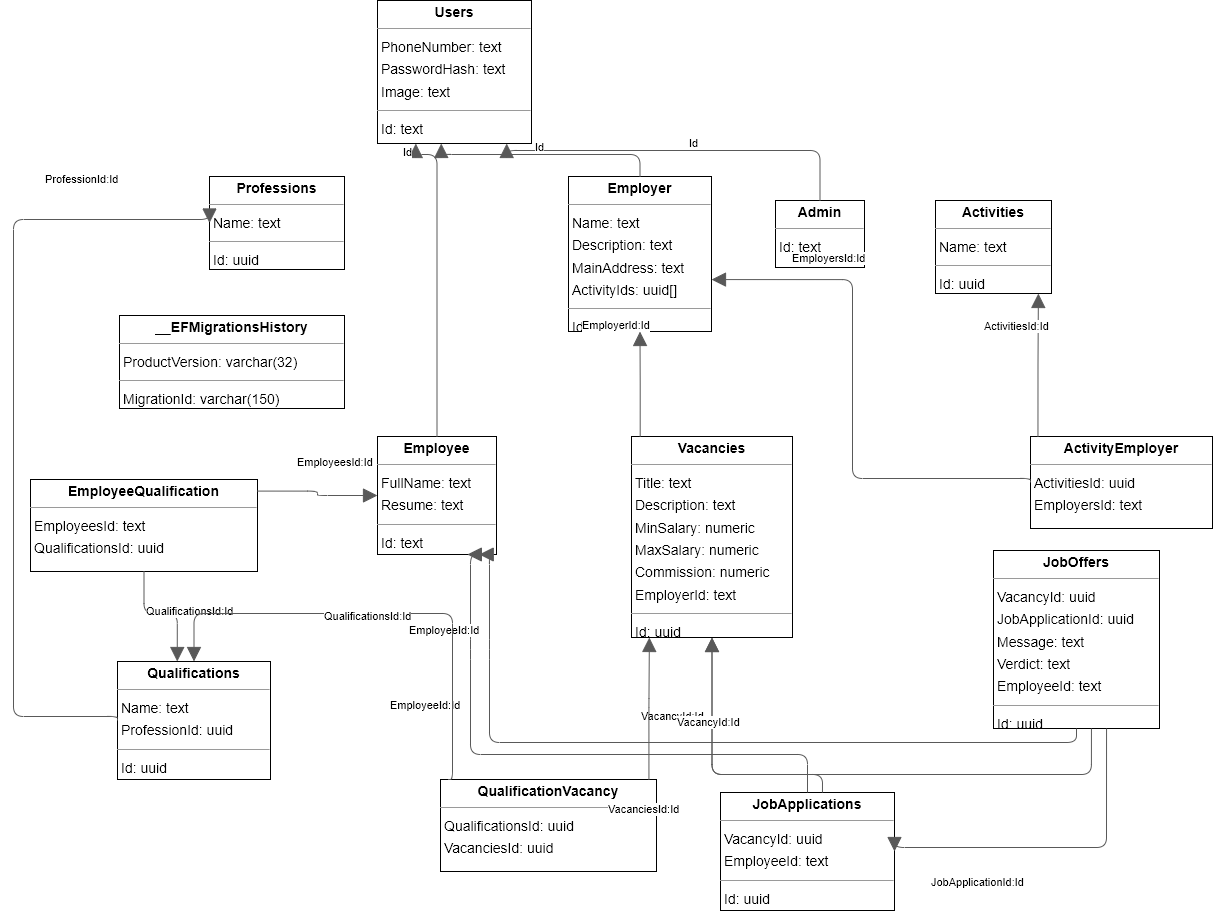 Users
PhoneNumber: text
PasswordHash: text
Image: text
Id: text
Id
Id
Id
ProfessionId:Id
Professions
Name: text
Id: uuid
Employer
Name: text
Description: text
MainAddress: text
ActivityIds: uuid[]
EmployerId:Id
Admin
Id: text
EmployersId:Id
Activities
Name: text
Id: uuid
ActivitiesId:Id
__EFMigrationsHistory
ProductVersion: varchar(32)
MigrationId: varchar(150)
Employee
FullName: text
Resume: text
Id: text
EmployeesId:Id
EmployeeQualification
EmployeesId: text
QualificationsId: uuid
Vacancies
Title: text
Description: text
MinSalary: numeric
MaxSalary: numeric
Commission: numeric
EmployerId: text
Id: uuid
ActivityEmployer
ActivitiesId: uuid
EmployersId: text
JobOffers
VacancyId: uuid
JobApplicationId: uuid
Message: text
Verdict: text
EmployeeId: text
Id: uuid
QualificationsId:Id
QualificationsId:Id
EmployeeId:Id
Qualifications
Name: text
ProfessionId: uuid
Id: uuid
EmployeeId:Id
VacancyId:Id
VacancyId:Id
QualificationVacancy
QualificationsId: uuid
VacanciesId: uuid
VacanciesId:Id
JobApplications
VacancyId: uuid
EmployeeId: text
Id: uuid
JobApplicationId:Id